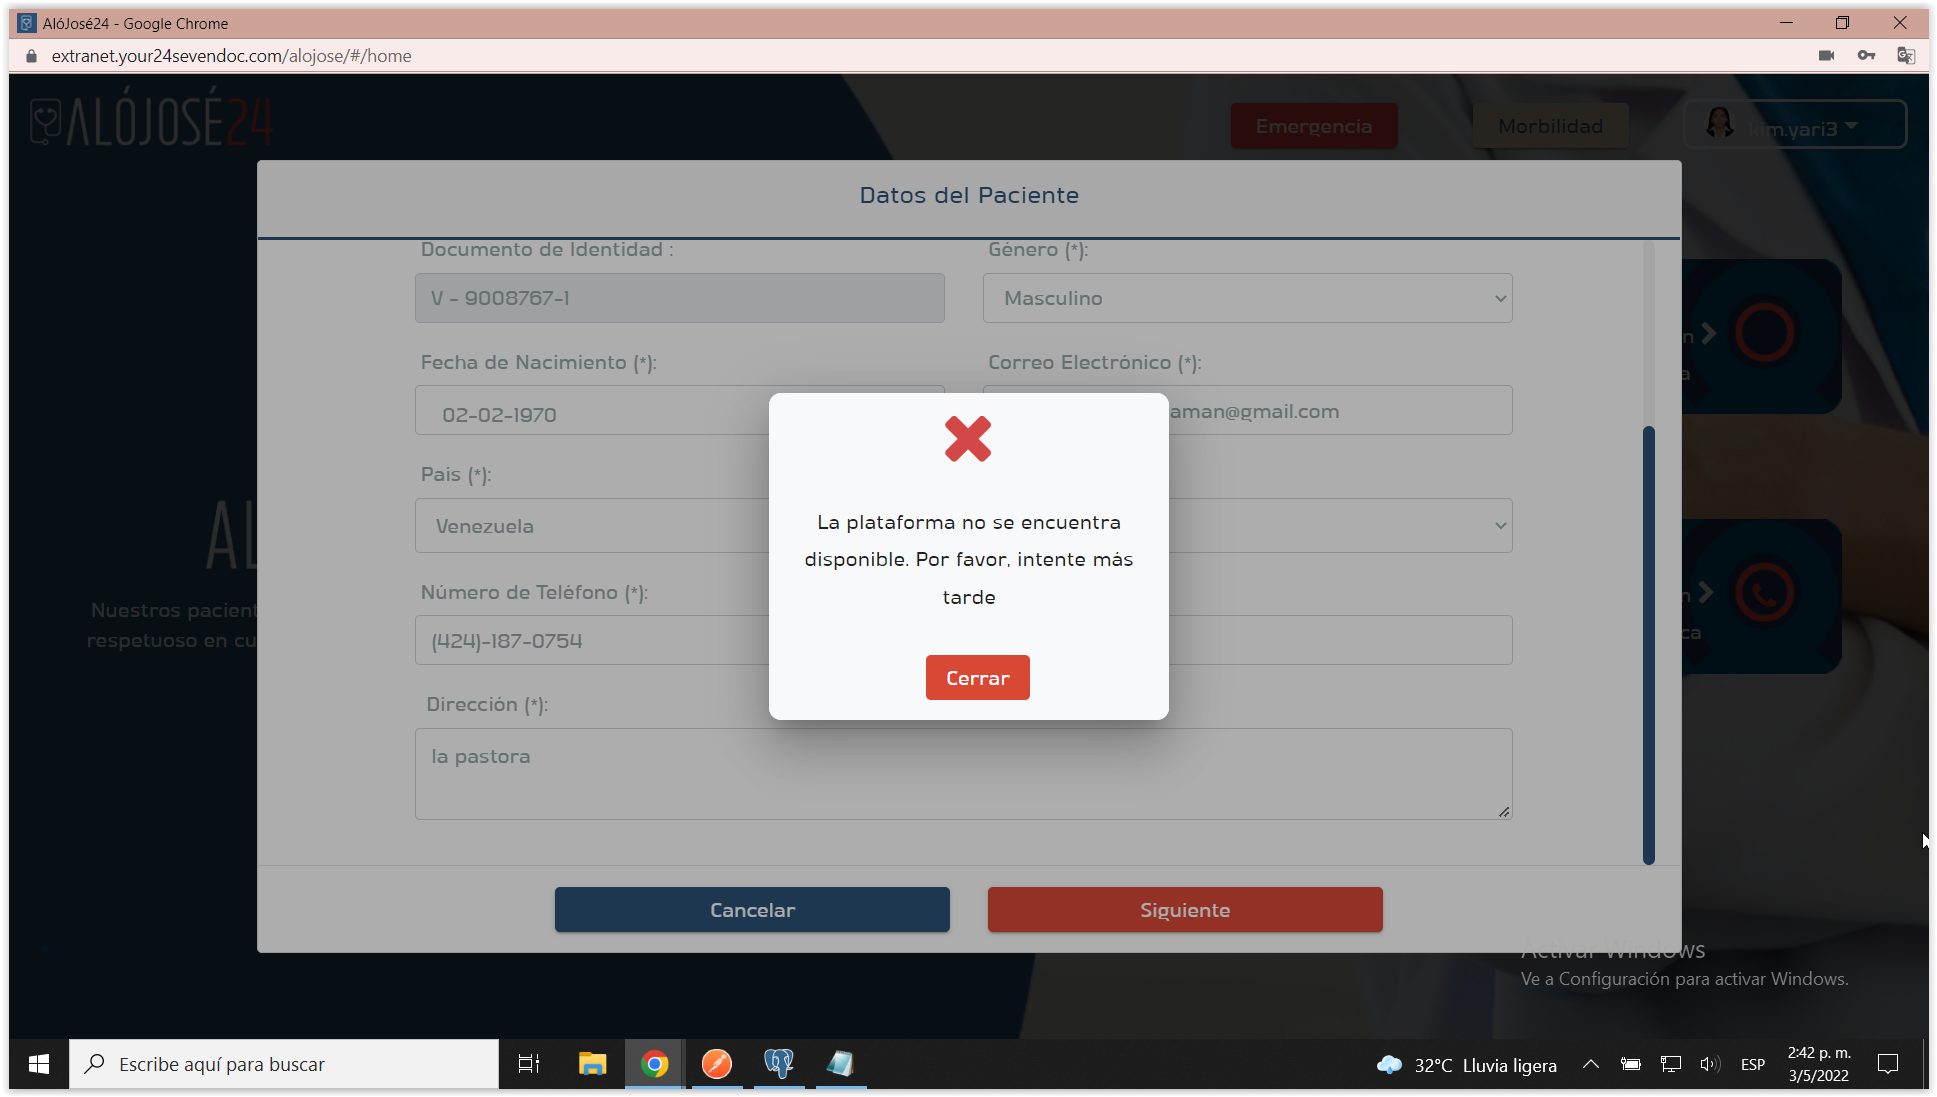 AlóJosé24 - Google Chrome
extranet.your24sevendoc.com/alojose/#/home
ALÓJOSÉ24
Emergencia
Morbilidad
kim.yari3
Datos del Paciente
Documento de Identidad :
Género (*):
V - 9008767-1
Masculino
Fecha de Nacimiento (*):
Correo Electrónico (*):
02-02-1970
aman@gmail.com
Pais (*):
Venezuela
Número de Teléfono (*):
(424)-187-0754
Dirección (*):
la pastora
La plataforma no se encuentra
disponible. Por favor, intente más
tarde
Cerrar
AL
Nuestros pacient
respetuoso en cu
n
a
n
ca
Cancelar
Siguiente
Activar Windows
Ve a Configuración para activar Windows.
Escribe aquí para buscar
32°C Lluvia ligera
ESP
2:42 p. m.
3/5/2022